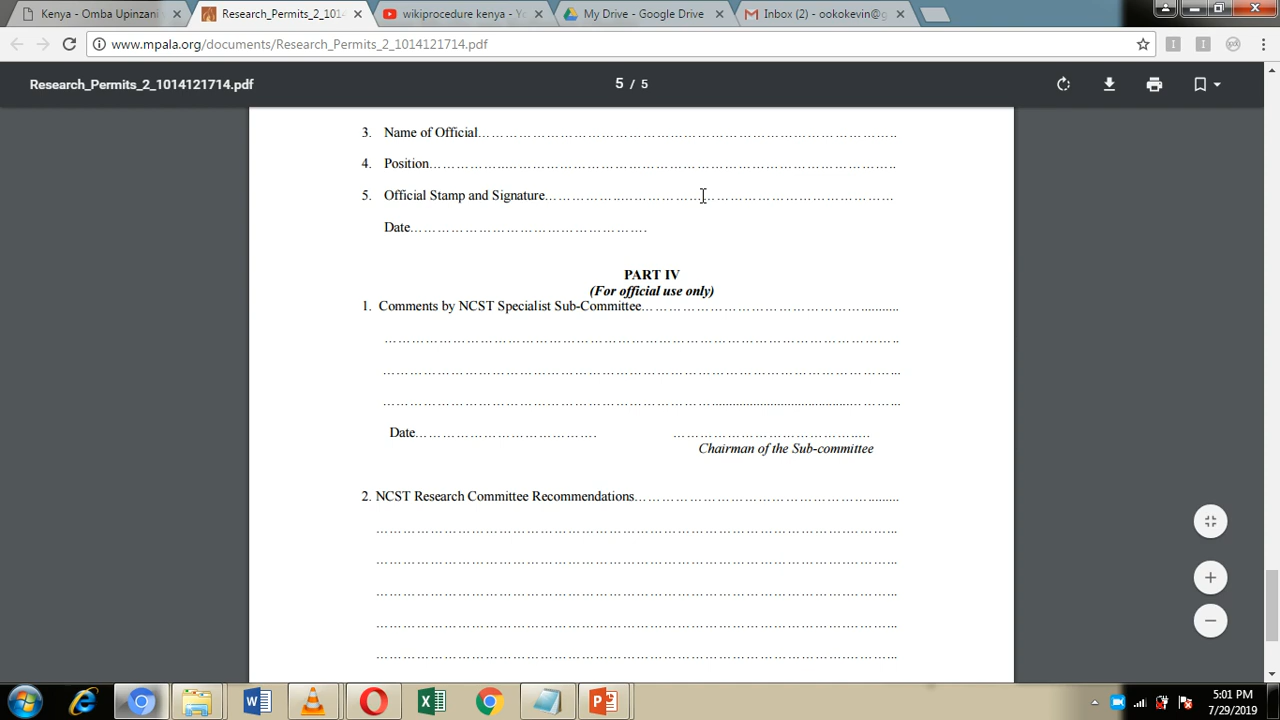 Kenya - Omba Upinzani
Research_Permits_2_101
wikiprocedure kenya - Yo
My Drive - Google Drive
Inbox (2) - ookokevin@g
www.mpala.org/documents/Research_Permits_2_1014121714.pdf
Research_Permits_2_1014121714.pdf
5 / 5
3. Name of Official……………………………………………………………………………..
4. Position……………………………………………………………………………………..
5. Official Stamp and Signature…………………………………………………………………
Date…………………………………………….
PART IV
(For official use only)
1. Comments by NCST Specialist Sub-Committee…………………………………………...........
………………………………………………………………………………………………..
………………………………………………………………………………………………...
………………………………………………………………......................................………...
Date………………………………….
………………………………………...…
Chairman of the Sub-committee
2. NCST Research Committee Recommendations……………………………………………........
………………………………………………………………………………………………...
………………………………………………………………………………………………...
………………………………………………………………………………………………...
………………………………………………………………………………………………...
………………………………………………………………………………………………...
5:01 PM
7/29/2019